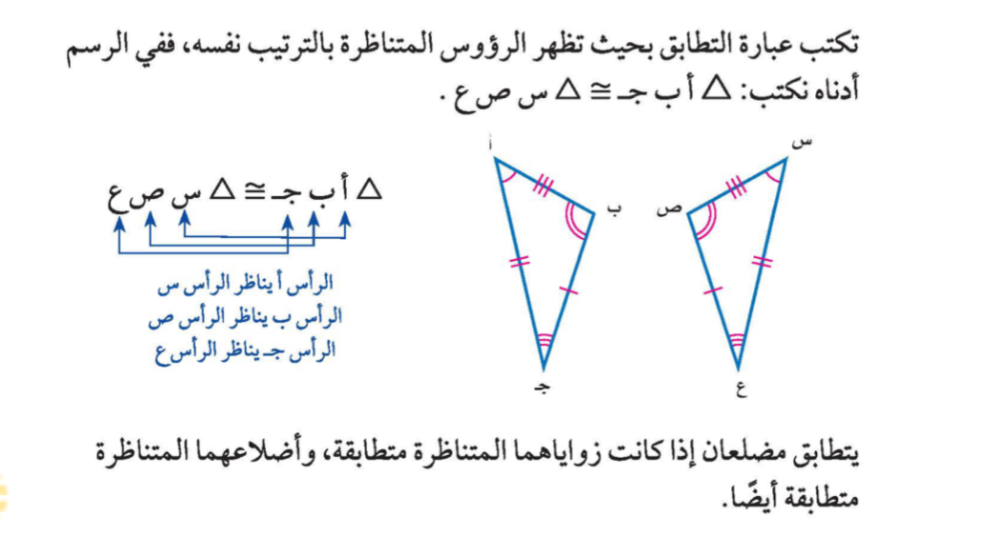 تكتب عبارة التطابق بحيث تظهر الرؤوس المتناظرة بالترتيب نفسه، ففي الرسم
أدناه نكتب: △ أ ب جـ ≅ △ س ص ع .
أ
س
ب
ص
جـ
ع
△ أ ب جـ ≅ △ س ص ع
الرأس أ يناظر الرأس س
الرأس ب يناظر الرأس ص
الرأس جـ يناظر الرأس ع
يتطابق مضلعان إذا كانت زواياهما المتناظرة متطابقة، وأضلاعهما المتناظرة
متطابقة أيضًا.